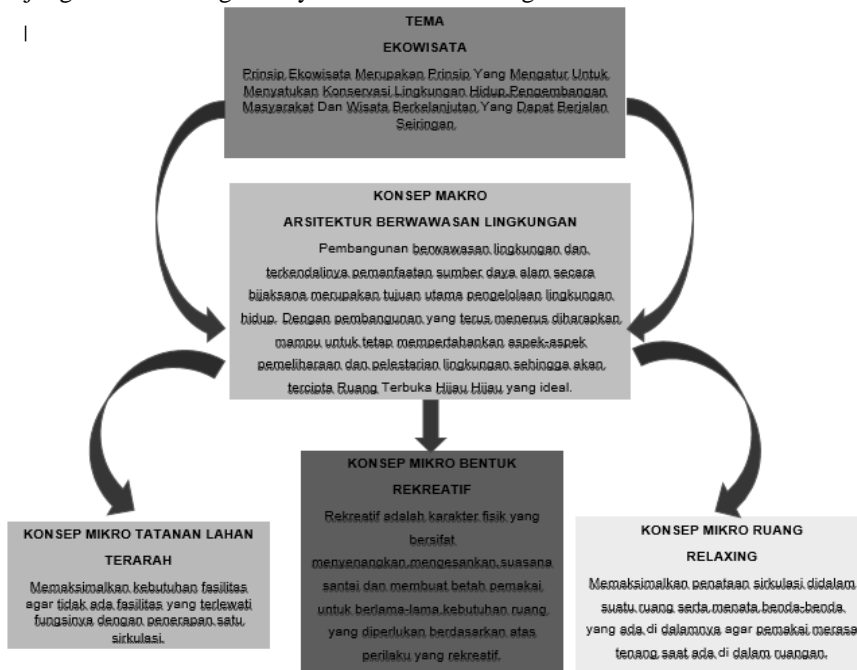 TEMA
EKOWISATA
Prinsip Ekowisata Merupakan Prinsip Yang Mengatur Untuk
Menyatukan Konservasi Lingkungan Hidup,Pengembangan
Masyarakat Dan Wisata Berkelanjutan Yang Dapat Berjalan
Seiringan.
KONSEP MAKRO
ARSITEKTUR BERWAWASAN LINGKUNGAN
Pembangunan berwawasan lingkungan dan
terkendalinya pemanfaatan sumber daya alam secara
bijaksana merupakan tujuan utama pengelolaan lingkungan
hidup. Dengan pembangunan yang terus menerus diharapkan
mampu untuk tetap mempertahankan aspek-aspek
pemeliharaan dan pelestarian lingkungan sehingga akan
tercipta Ruang Terbuka Hijau Hijau yang ideal.
KONSEP MIKRO TATANAN LAHAN
TERARAH
Memaksimalkan kebutuhan fasilitas
agar tidak ada fasilitas yang terlewati
fungsinya dengan penerapan satu
sirkulasi.
KONSEP MIKRO BENTUK
REKREATIF
Rekreatif adalah karakter fisik yang
bersifat
menyenangkan,mengesankan,suasana
santai dan membuat betah pemakai
untuk berlama-lama,kebutuhan ruang
yang diperlukan berdasarkan atas
perilaku yang rekreatif.
KONSEP MIKRO RUANG
RELAXING
Memaksimalkan penataan sirkulasi didalam
suatu ruang serta menata benda-benda
yang ada di dalamnya agar pemakai merasa
tenang saat ada di dalam ruangan.